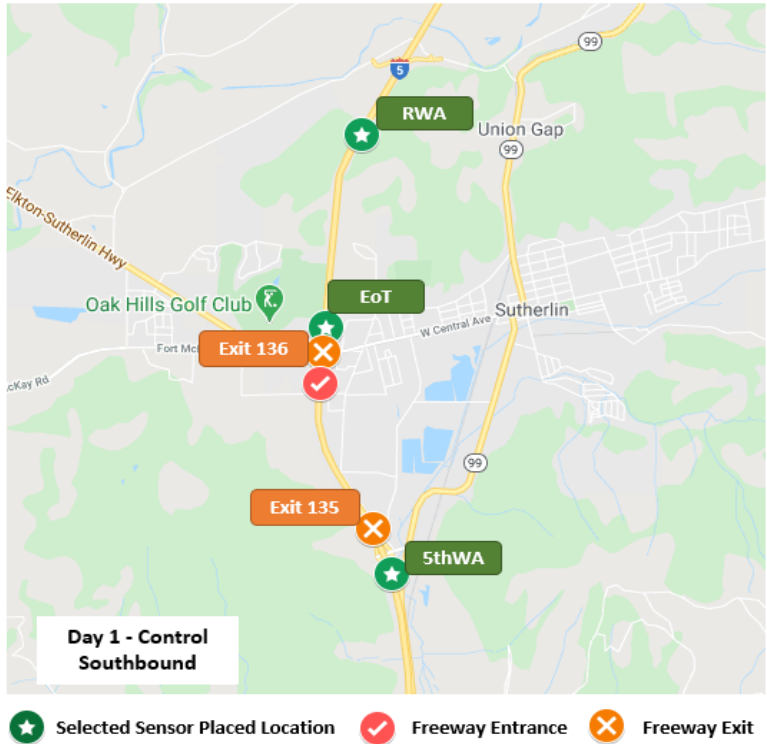 99
5
RWA
Union Gap
99
Elkton-Sutherlin Hwy
EoT
Oak Hills Golf Club
Sutherlin
W Central Ave
Exit 136
Fort Mc
cKay Rd
99
Exit 135
5thWA
Day 1 - Control
Southbound
Selected Sensor Placed Location Freeway Entrance Freeway Exit